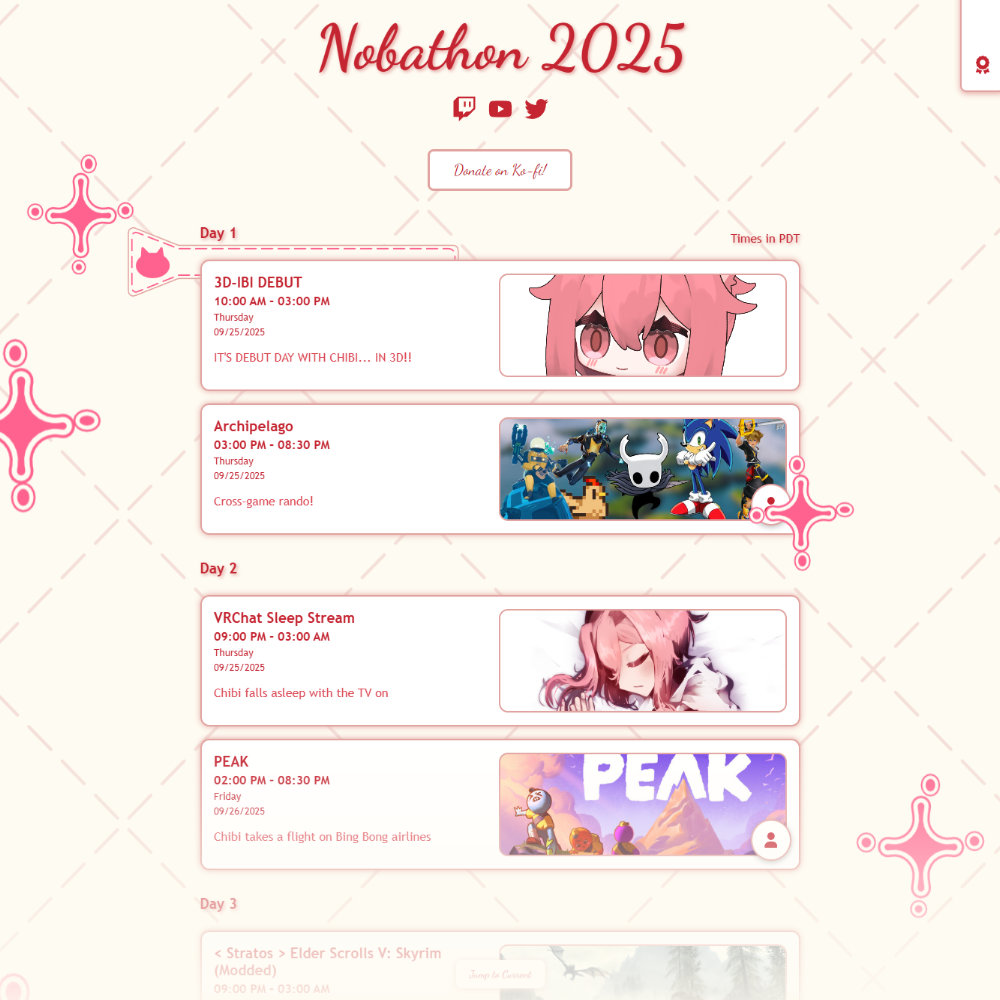 Nobathon 2025
Donate on Ko-fi!
Day 1
Times in PDT
3D-IBI DEBUT
10:00 AM - 03:00 PM
Thursday
09/25/2025
IT'S DEBUT DAY WITH CHIBI... IN 3D!!
Archipelago
03:00 PM - 08:30 PM
Thursday
09/25/2025
Cross-game rando!
Day 2
VRChat Sleep Stream
09:00 PM - 03:00 AM
Thursday
09/25/2025
Chibi falls asleep with the TV on
PEAK
02:00 PM - 08:30 PM
Friday
09/26/2025
Chibi takes a flight on Bing Bong airlines
PEAK
Day 3
< Stratos > Elder Scrolls V: Skyrim
(Modded)
09:00 PM - 03:00 AM
Jump to Current